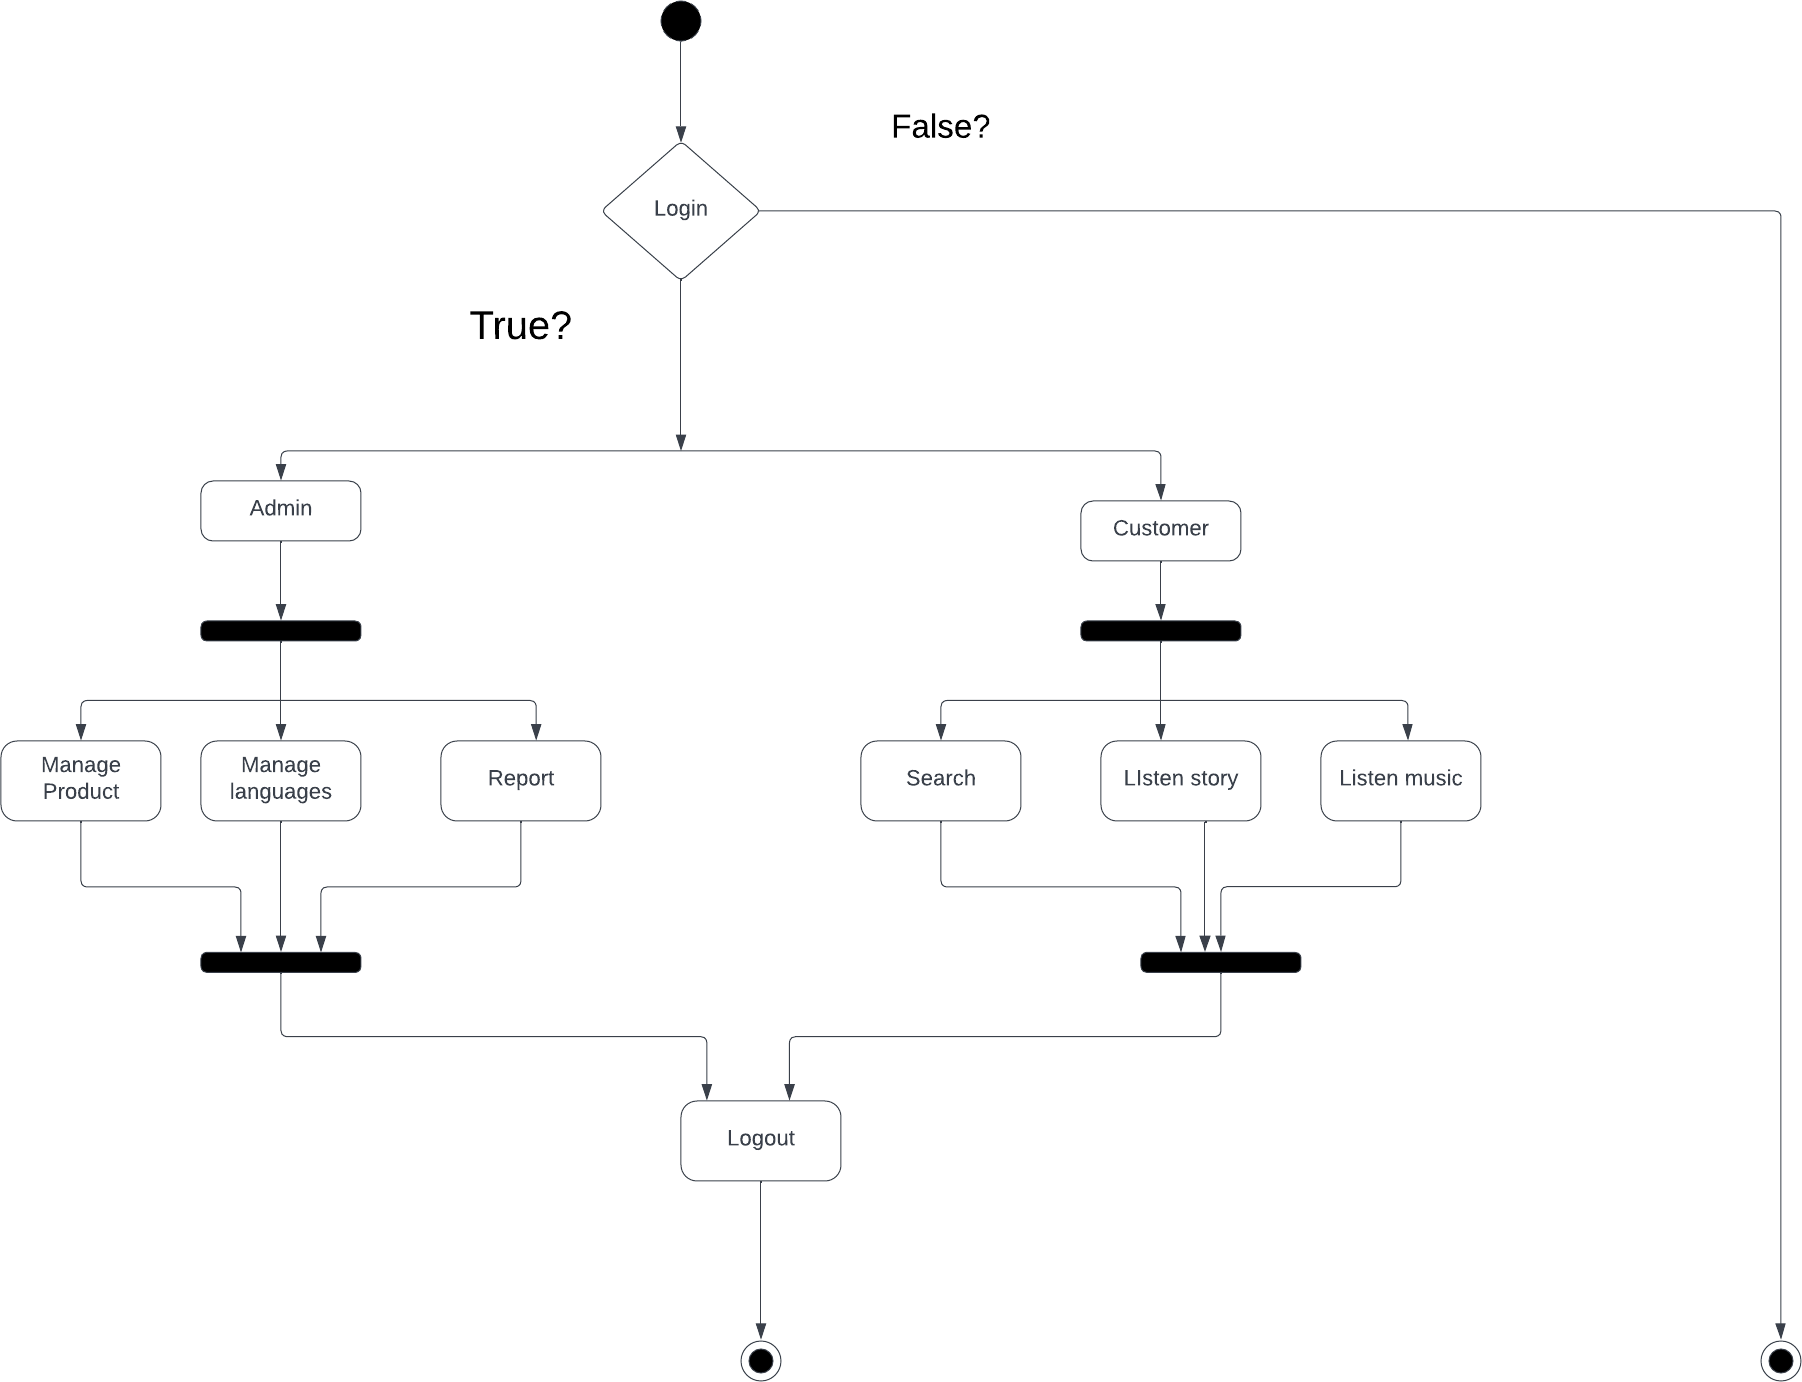 False?
Login
True?
Admin
Customer
Manage
Product
Manage
languages
Report
Search
LIsten story
Listen music
Logout